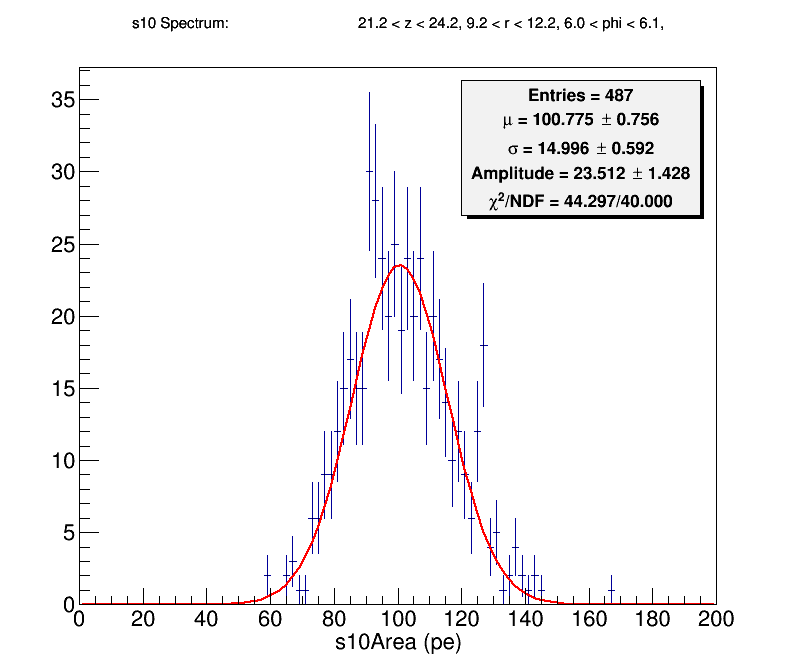 s10 Spectrum: 21.2 < z < 24.2, 9.2 < r < 12.2, 6.0 < phi < 6.1,
Entries = 487
μ = 100.775 ± 0.756
σ = 14.996 ± 0.592
Amplitude = 23.512 ± 1.428
χ²/NDF = 44.297/40.000
35
30
25
20
15
10
5
0
0 20 40 60 80 100 120 140 160 180 200
s10Area (pe)